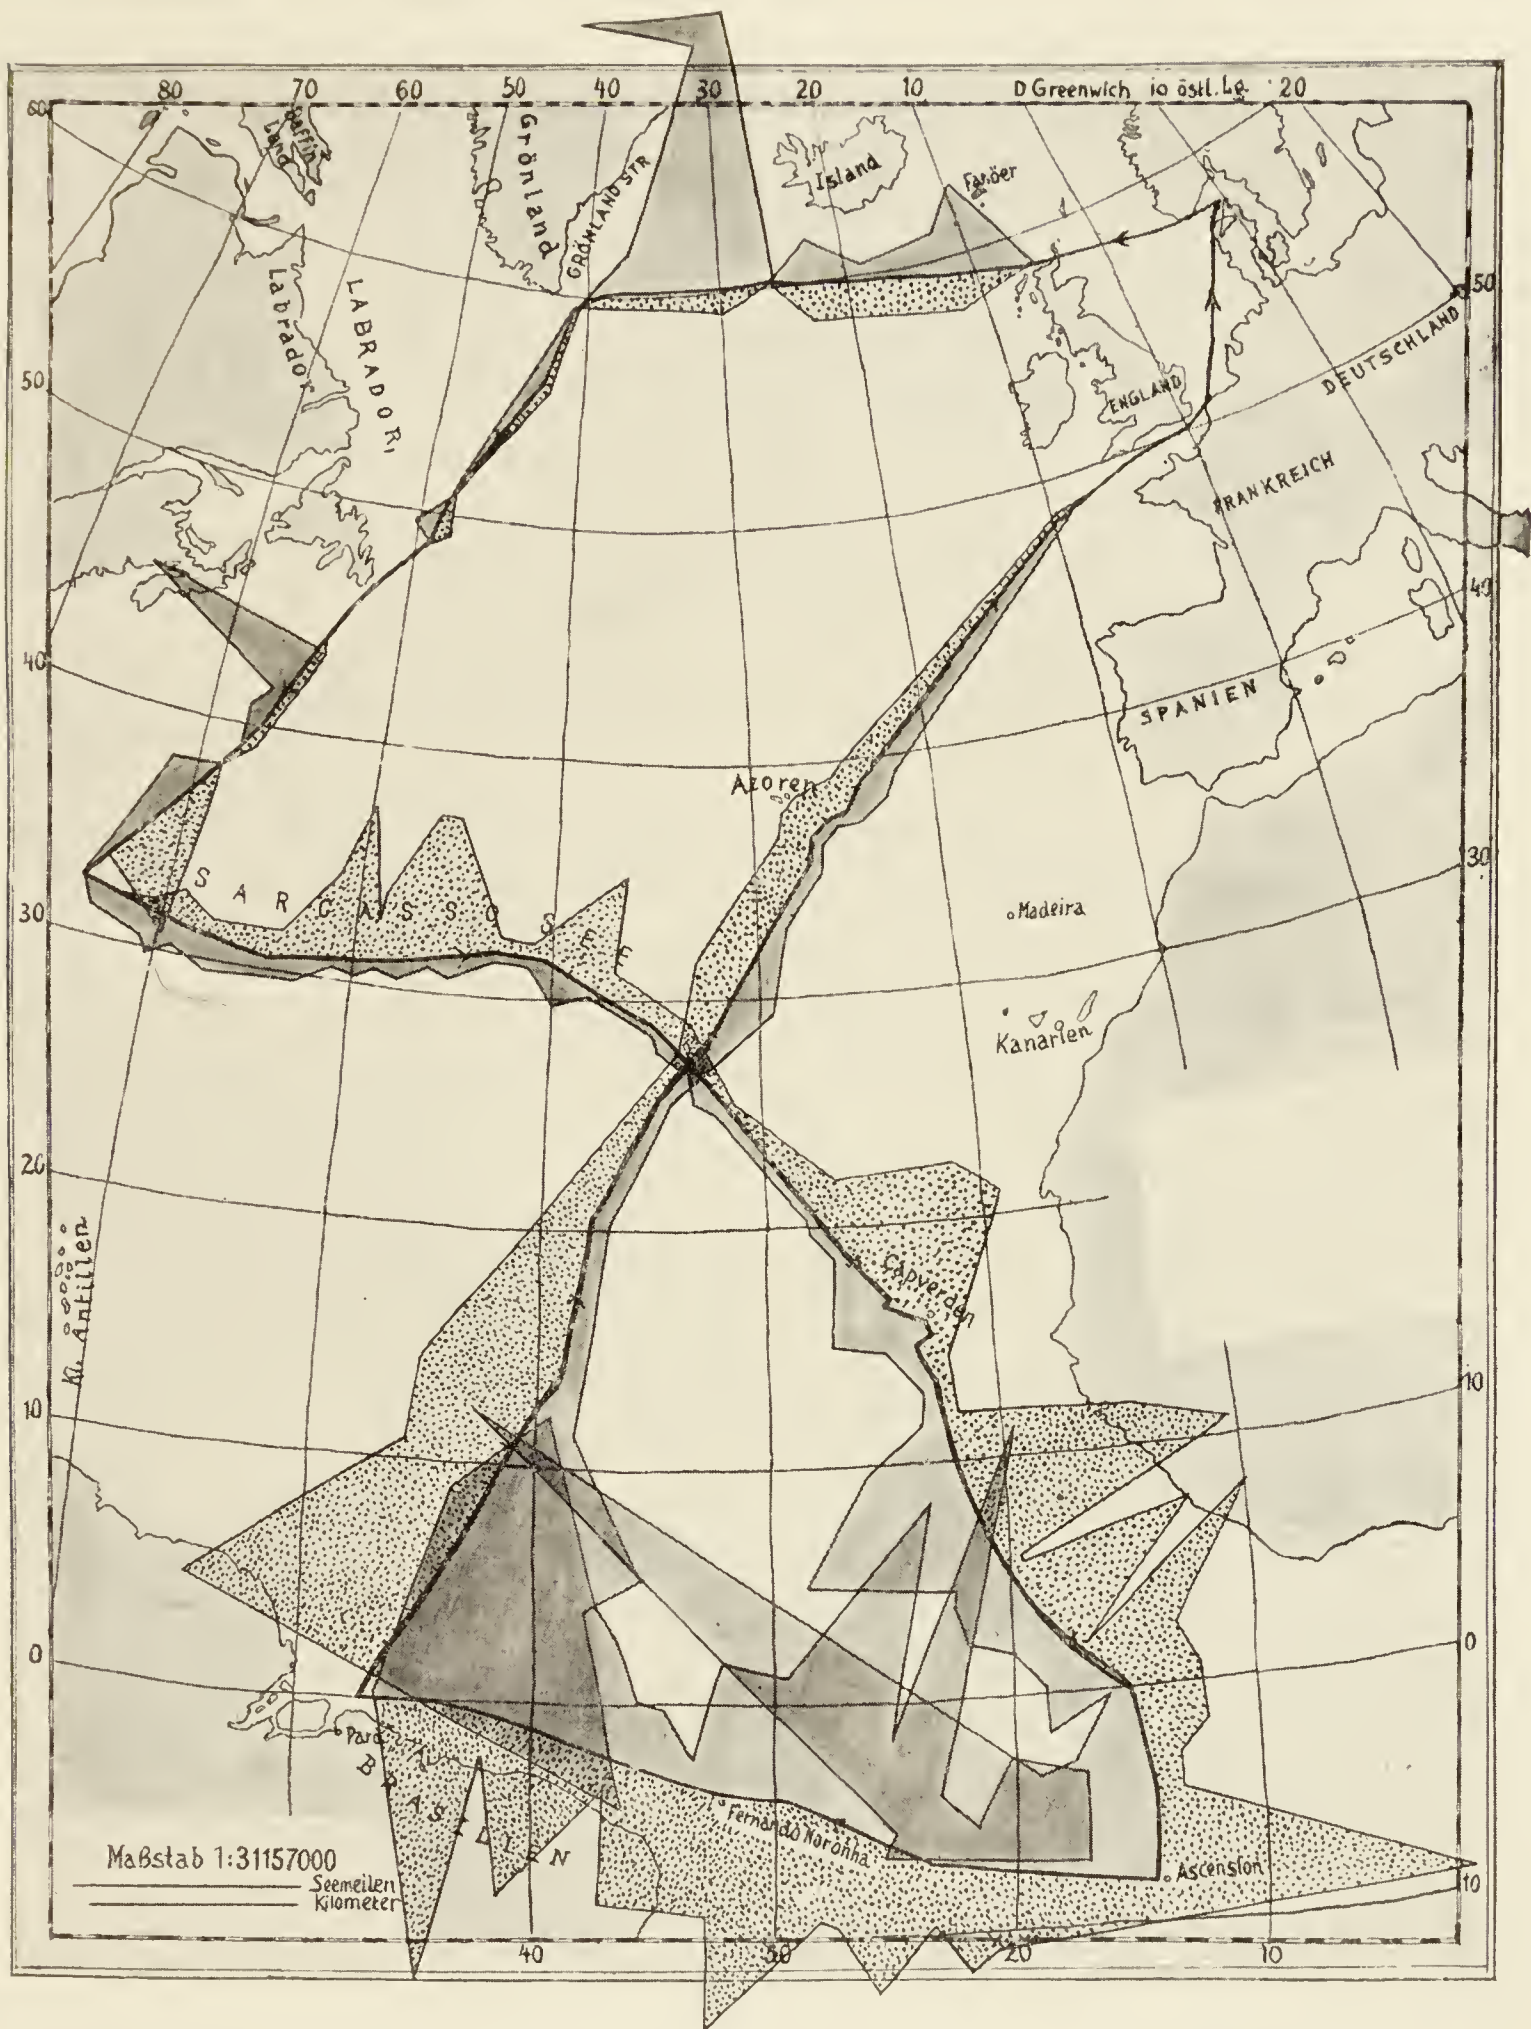 80 70 60 50 40 30 20 10 D Greenwich 10 östl. Lg. 20
60
Baffin
Land
Grönland
GRÖNLAND STR
Island
Faröer
Labrador
LABRADOR
50
DEUTSCHLAND
50
ENGLAND
FRANKREICH
40
40
SPANIEN
Azoren
30
SARGASSO SEE
30
Madeira
Kanarien
20
Kl. Antillen
Capverden
10
10
0
0
Pará
BRASILIEN
Fernando Noronha
Ascension
Maßstab 1:31157000
Seemeilen
Kilometer
10
40 30 20 10